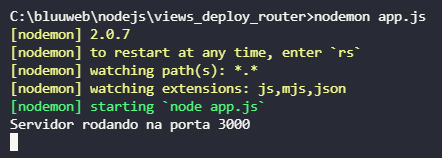 C:\bluuweb\nodejs\views_deploy_router>nodemon app.js
[nodemon] 2.0.7
[nodemon] to restart at any time, enter `rs`
[nodemon] watching path(s): *.*
[nodemon] watching extensions: js,mjs,json
[nodemon] starting `node app.js`
Servidor rodando na porta 3000